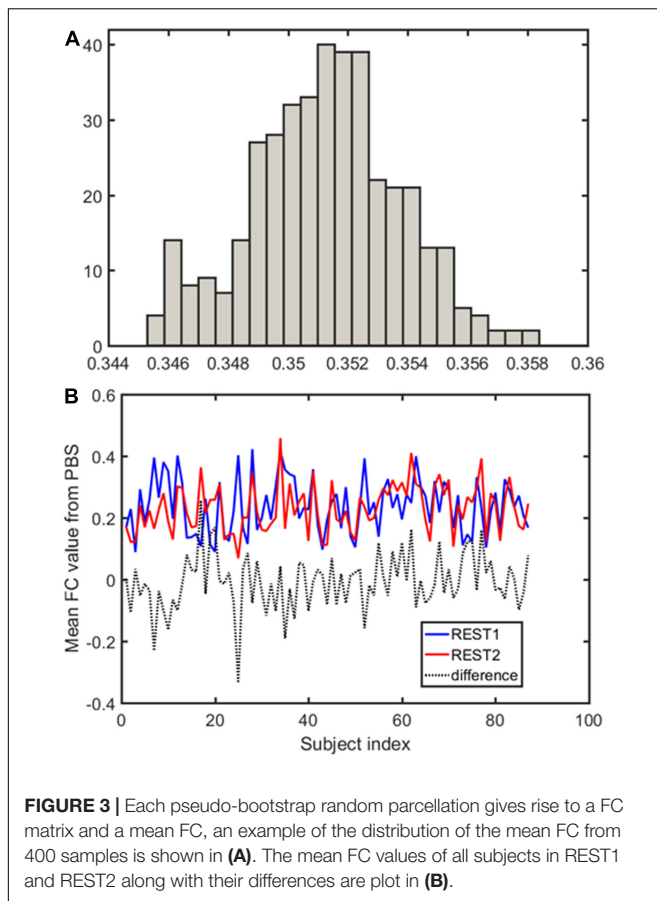 A
40
30
20
10
0
0.344 0.346 0.348 0.35 0.352 0.354 0.356 0.358 0.36
B
0.6
0.4
0.2
0
-0.2
-0.4
Mean FC value from PBS
REST1
REST2
difference
0 20 40 60 80 100
Subject index
FIGURE 3 | Each pseudo-bootstrap random parcellation gives rise to a FC
matrix and a mean FC, an example of the distribution of the mean FC from
400 samples is shown in (A). The mean FC values of all subjects in REST1
and REST2 along with their differences are plot in (B).